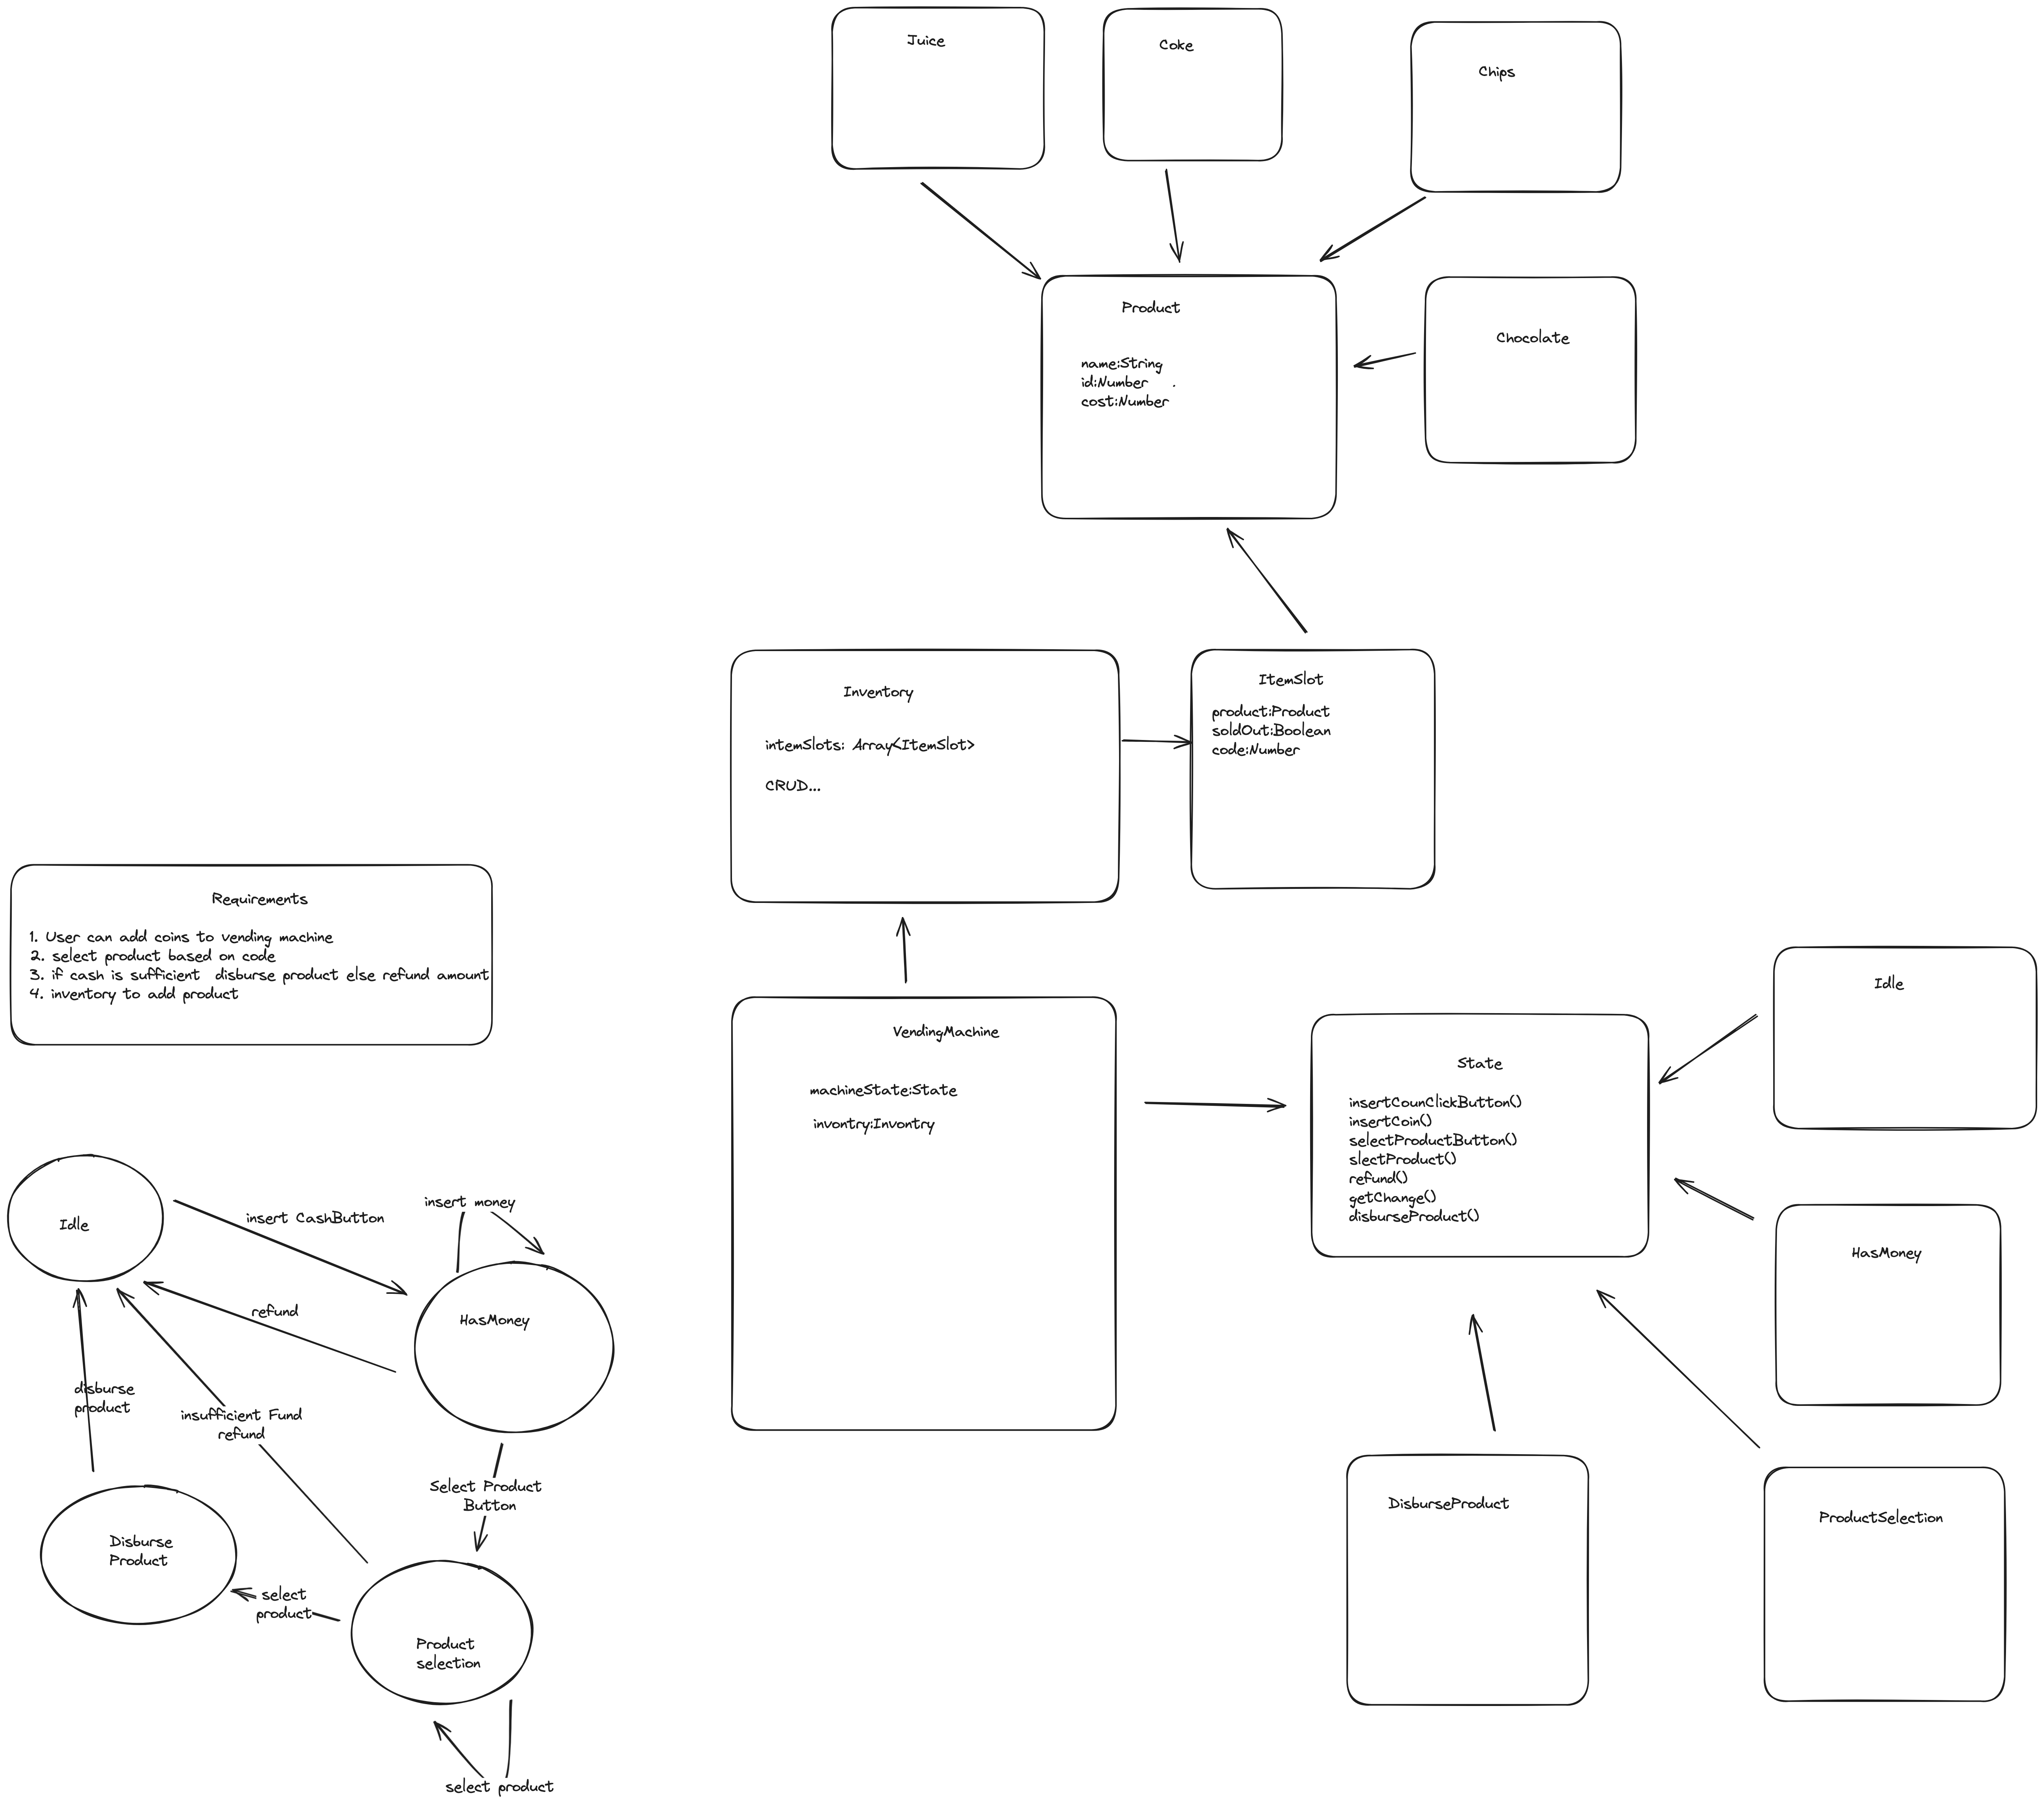 Juice
Coke
Chips
Product
name:String
id:Number .
cost:Number
Chocolate
Inventory
intemSlots: Array<ItemSlot>
CRUD...
ItemSlot
product:Product
soldOut:Boolean
code:Number
Requirements
1. User can add coins to vending machine
2. select product based on code
3. if cash is sufficient disburse product else refund amount
4. inventory to add product
VendingMachine
machineState:State
invontry:Invontry
State
insertCounClickButton()
insertCoin()
selectProductButton()
slectProduct()
refund()
getChange()
disburseProduct()
Idle
HasMoney
DisburseProduct
ProductSelection
Idle
insert CashButton
insert money
HasMoney
refund
disburse
product
insufficient Fund
refund
Select Product
Button
Disburse
Product
select
product
Product
selection
select product